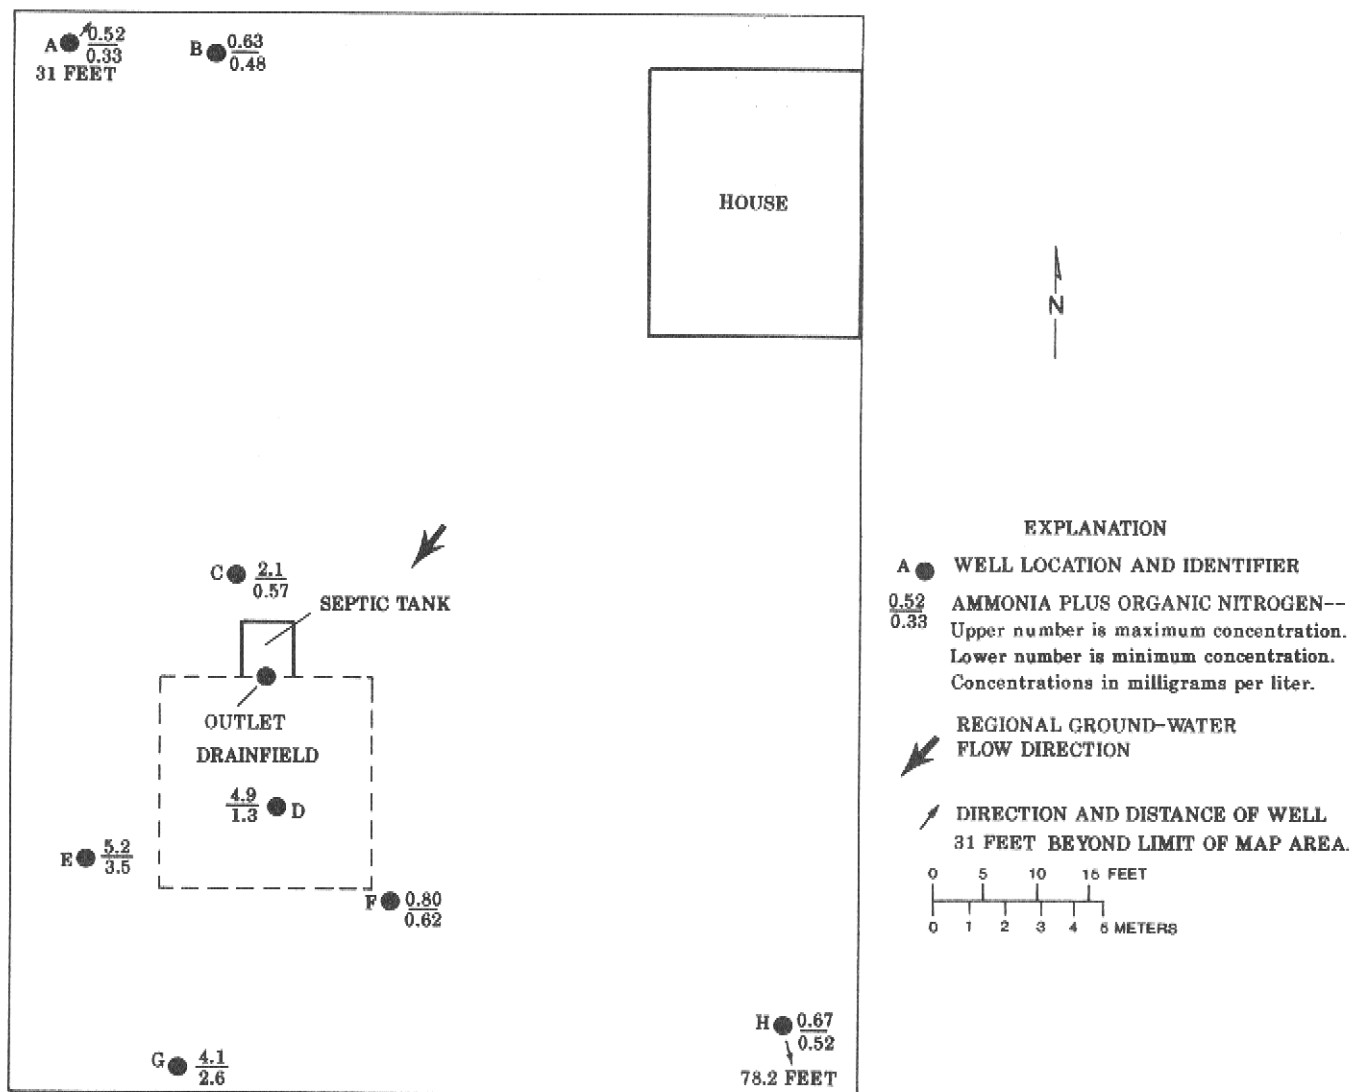 A 0.52
0.33
31 FEET
B 0.63
0.48
HOUSE
N
C 2.1
0.57
SEPTIC TANK
OUTLET
DRAINFIELD
4.9
1.3 D
E 5.2
3.5
F 0.80
0.62
G 4.1
2.6
H 0.67
0.52
78.2 FEET
EXPLANATION
A WELL LOCATION AND IDENTIFIER
0.52
0.33
AMMONIA PLUS ORGANIC NITROGEN--
Upper number is maximum concentration.
Lower number is minimum concentration.
Concentrations in milligrams per liter.
REGIONAL GROUND-WATER
FLOW DIRECTION
DIRECTION AND DISTANCE OF WELL
31 FEET BEYOND LIMIT OF MAP AREA.
0 5 10 15 FEET
0 1 2 3 4 5 METERS